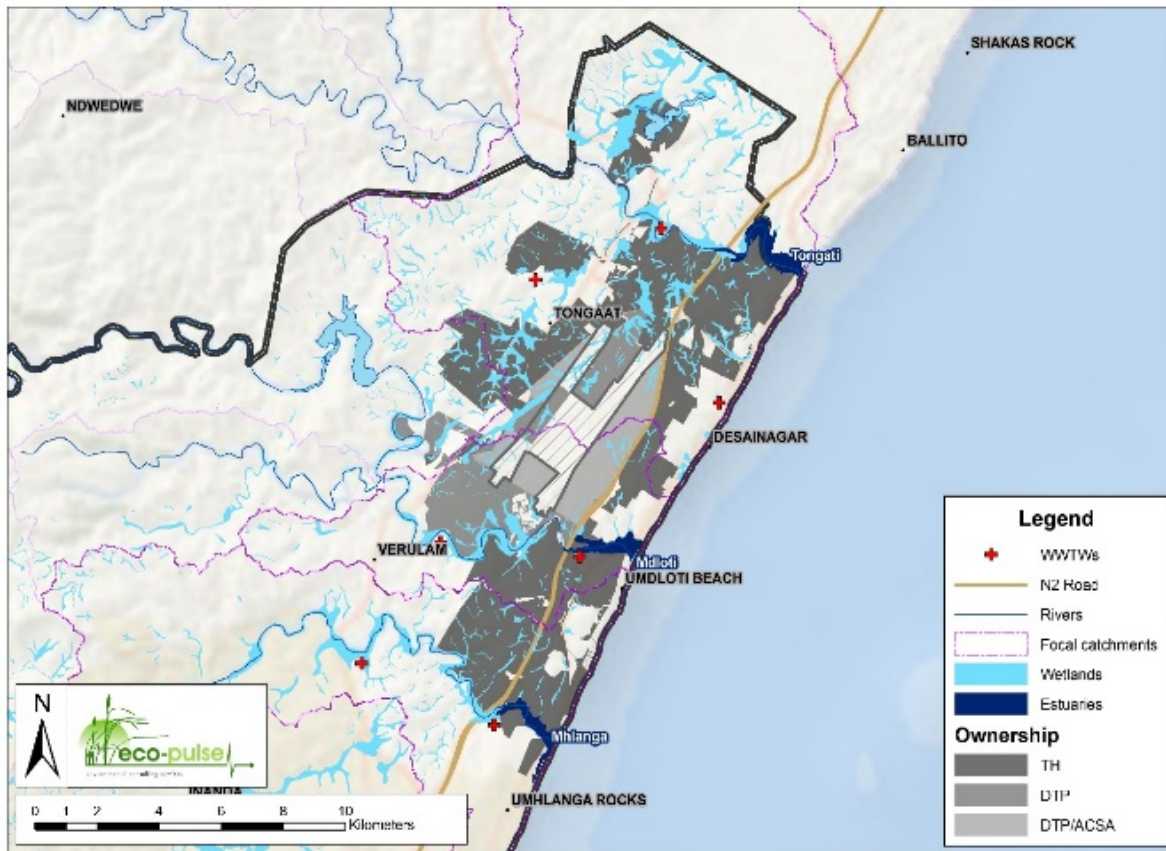 SHAKAS ROCK
NDWEDWE
BALLITO
Tongati
TONGAAT
DESAINAGAR
VERULAM
Mdloti
UMDLOTI BEACH
Mhlanga
UMHLANGA ROCKS
N
eco-pulse
INANDA
0 1 2 4 6 8 10
Kilometers
Legend
WWTWs
N2 Road
Rivers
Focal catchments
Wetlands
Estuaries
Ownership
TH
DTP
DTP/ACSA